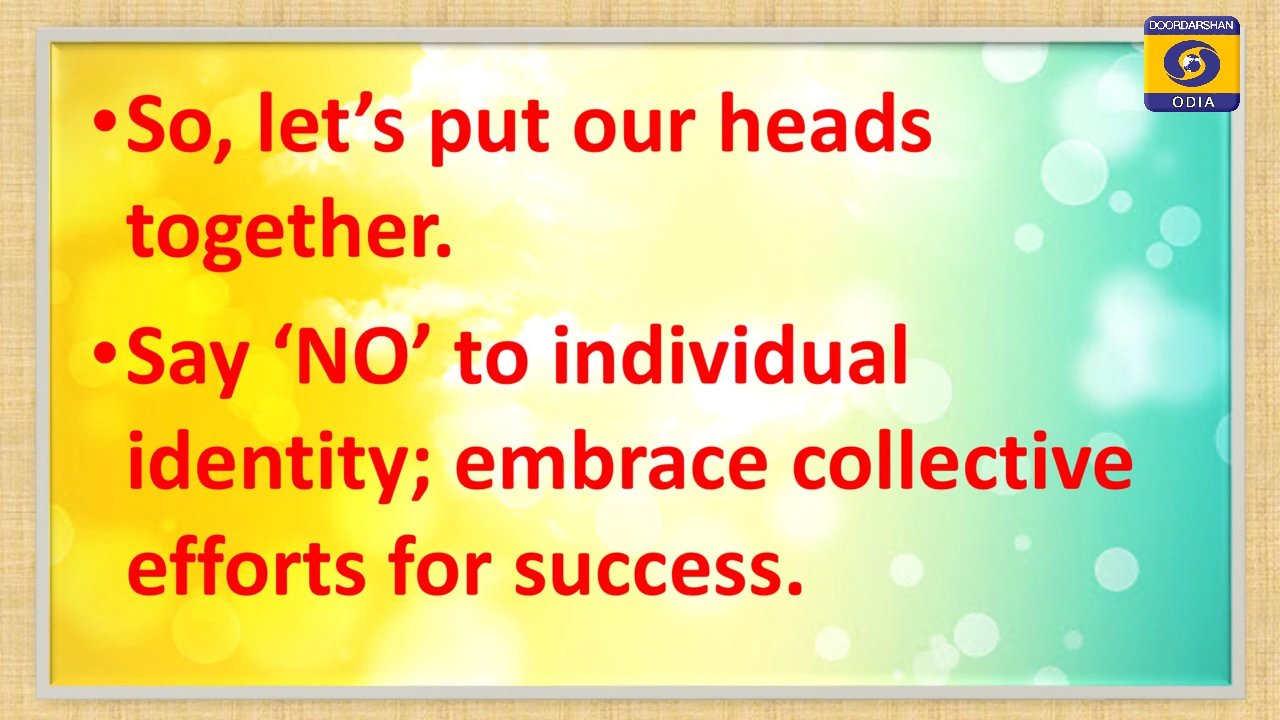 DOORDARSHAN
ODIA
•So, let’s put our heads
together.
•Say ‘NO’ to individual
identity; embrace collective
efforts for success.